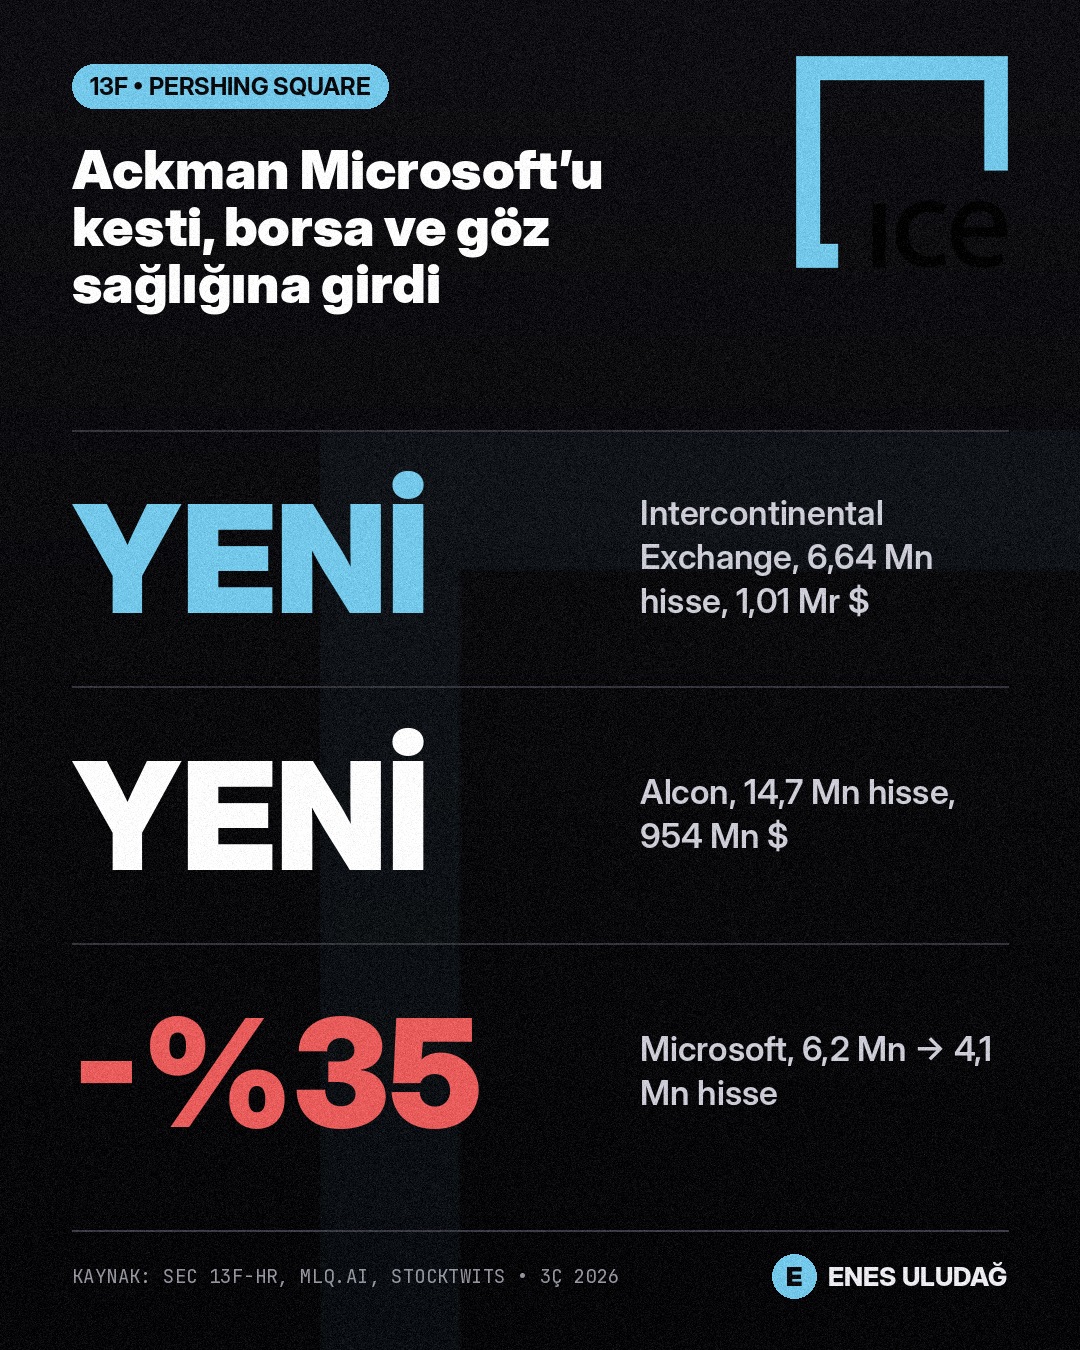 13F • PERSHING SQUARE
Ackman Microsoft’u
kesti, borsa ve göz
sağlığına girdi
ice
YENİ
Intercontinental
Exchange, 6,64 Mn
hisse, 1,01 Mr $
YENİ
Alcon, 14,7 Mn hisse,
954 Mn $
-%35
Microsoft, 6,2 Mn → 4,1
Mn hisse
KAYNAK: SEC 13F-HR, MLQ.AI, STOCKTWITS • 3Ç 2026
E ENES ULUDAĞ